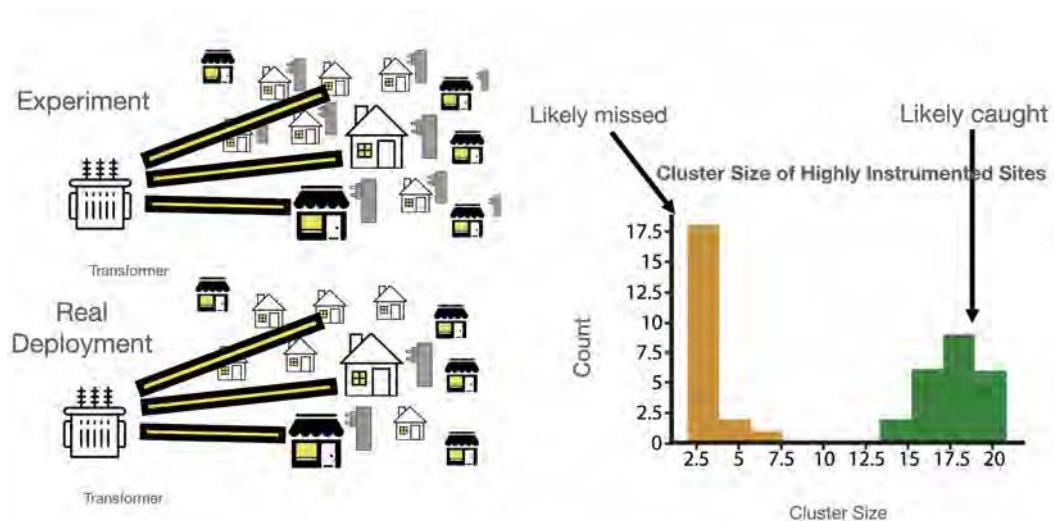 Experiment
Transformer
Real
Deployment
Transformer
Likely missed
Likely caught
Cluster Size of Highly Instrumented Sites
Count
17.5
15
12.5
10
7.5
5
2.5
0
2.5 5 7.5 10 12.5 15 17.5 20
Cluster Size